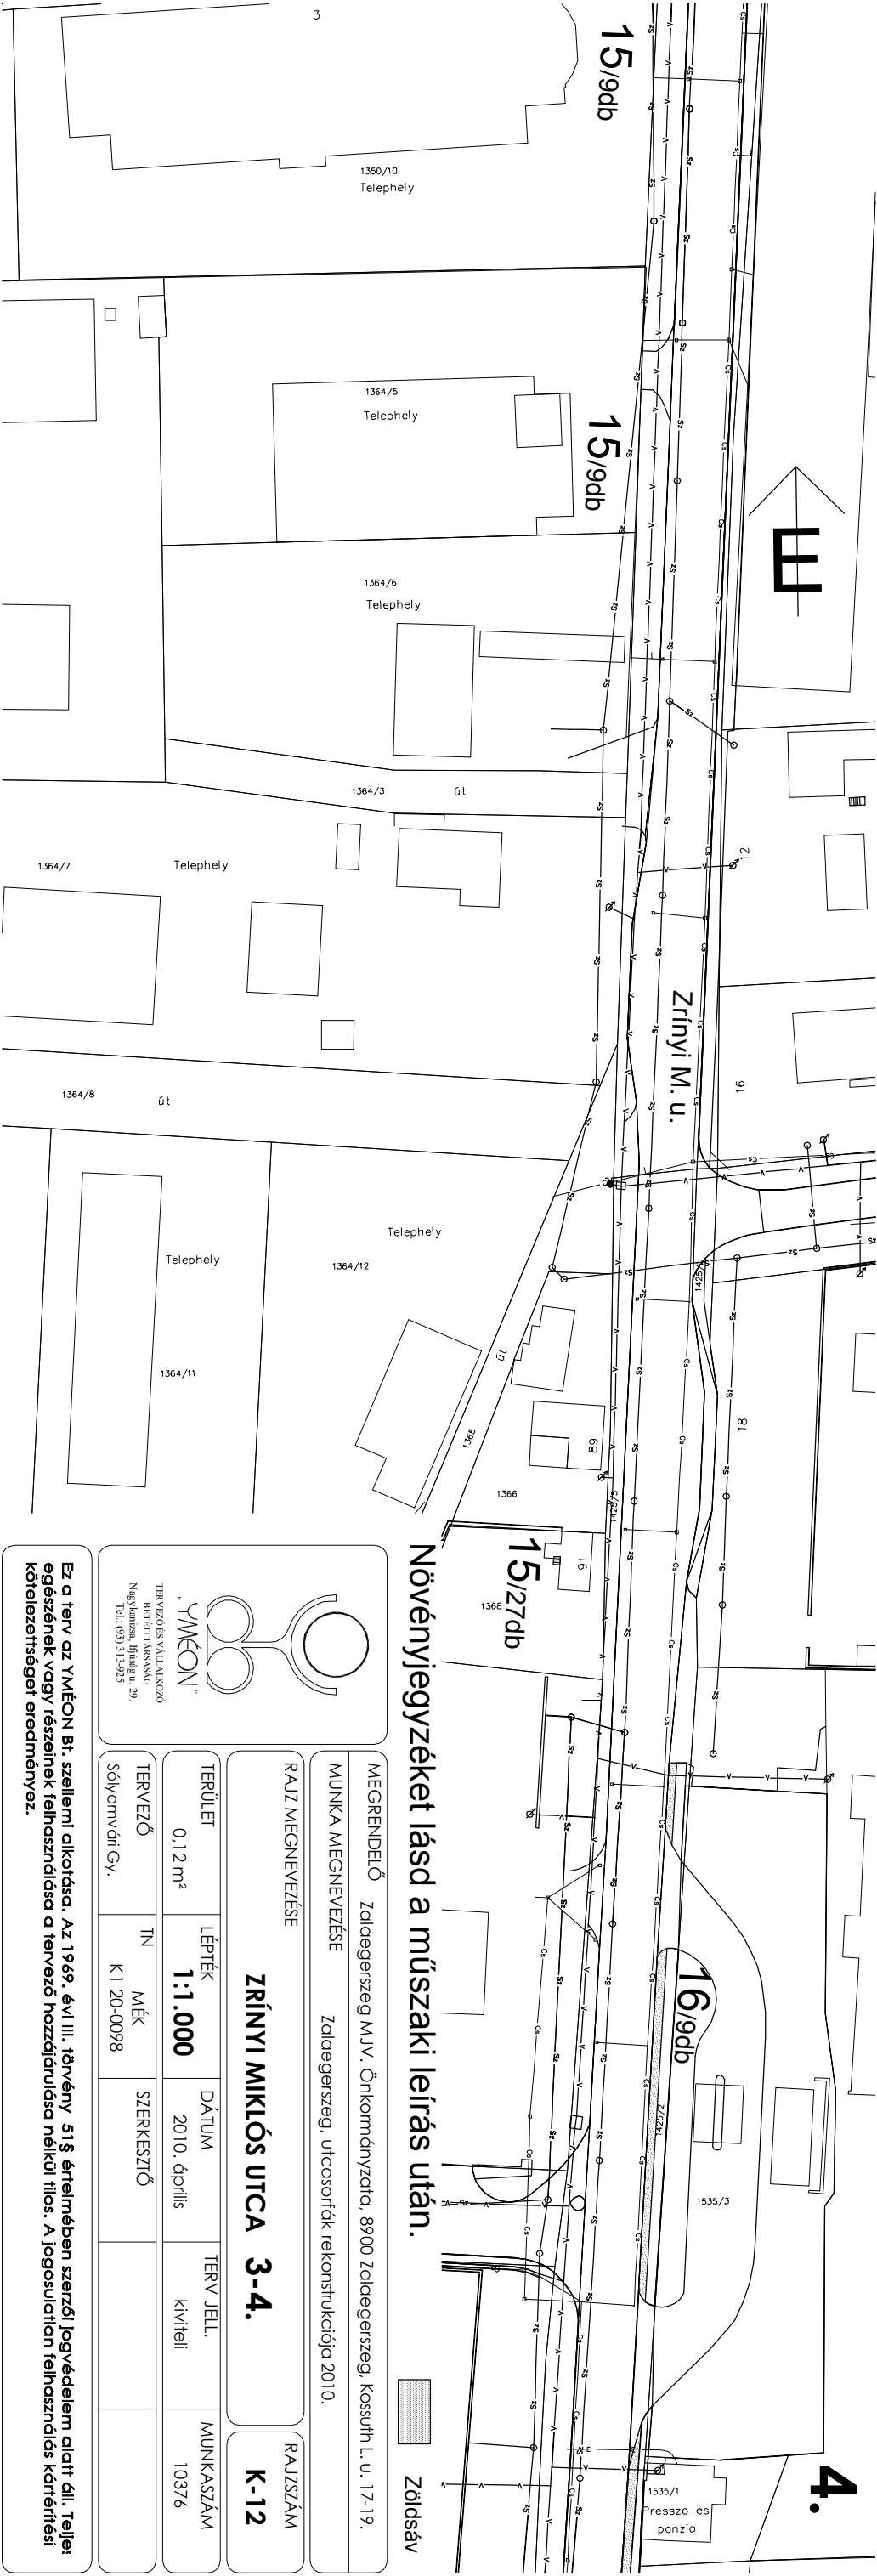 3
15/9db
1350/10
Telephely
1364/5
Telephely
15/9db
É
1364/6
Telephely
1364/3 út
12
1364/7
Telephely
Zrínyi M. u.
16
1364/8
út
Telephely
Telephely
1364/12
1364/11
1365
18
89
1366
1425/5
15/27db
91
1368
16/9db
1425/2
1535/3
4.
1535/1
Presszo es
panzio
Növényjegyzéket lásd a műszaki leírás után.
Zöldsáv
"YMÉON"
TERVEZŐ ÉS VÁLLALKOZÓ
BETÉTI TÁRSASÁG
Nagykanizsa, Ifjúság u. 29.
Tel.: (93) 313-925
MEGRENDELŐ Zalaegerszeg MJV. Önkormányzata, 8900 Zalaegerszeg, Kossuth L. u. 17-19.
MUNKA MEGNEVEZÉSE
Zalaegerszeg, utcasorfák rekonstrukciója 2010.
RAJZ MEGNEVEZÉSE
ZRÍNYI MIKLÓS UTCA 3-4.
RAJZSZÁM
K-12
TERÜLET
0,12 m²
LÉPTÉK
1:1.000
DÁTUM
2010. április
TERV JELL.
kiviteli
MUNKASZÁM
10376
TERVEZŐ
Sólyomvári Gy.
TN MÉK
K1 20-0098
SZERKESZTŐ
Ez a terv az YMÉON Bt. szellemi alkotása. Az 1969. évi III. törvény 51§ értelmében szerzői jogvédelem alatt áll. Teljes
egészének vagy részeinek felhasználása a tervező hozzájárulása nélkül tilos. A jogosulatlan felhasználás kártérítési
kötelezettséget eredményez.